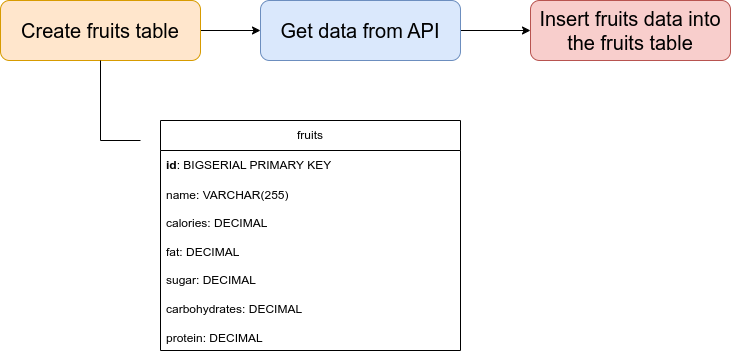 Create fruits table
Get data from API
Insert fruits data into
the fruits table
fruits
id: BIGSERIAL PRIMARY KEY
name: VARCHAR(255)
calories: DECIMAL
fat: DECIMAL
sugar: DECIMAL
carbohydrates: DECIMAL
protein: DECIMAL